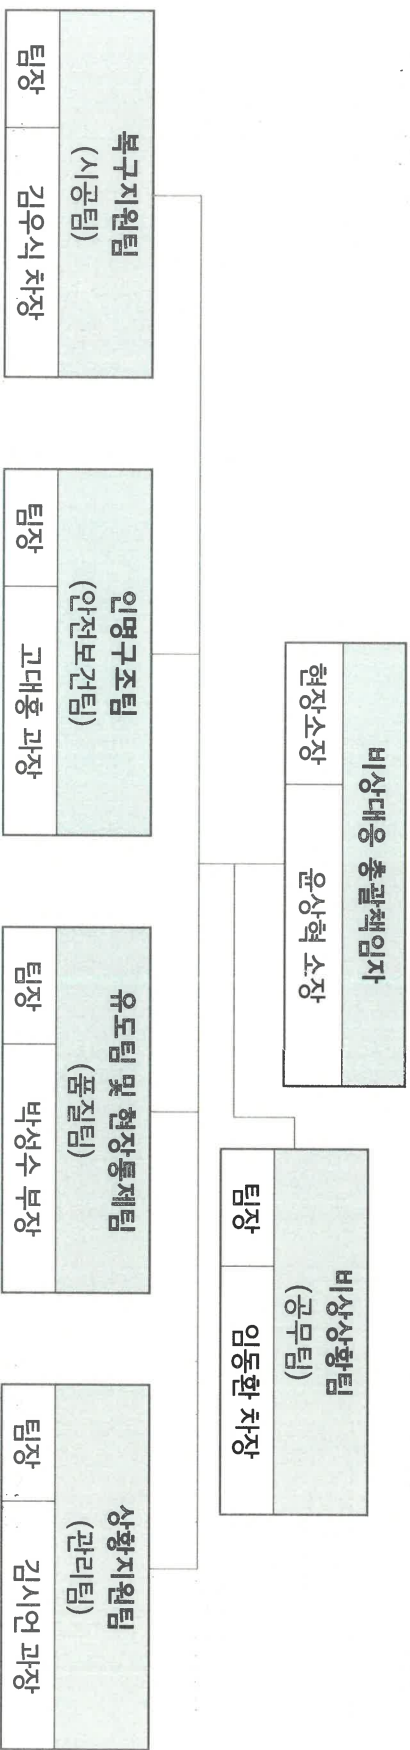 비상대응 총괄책임자
현장소장 윤상혁 소장
비상상황팀
(공무팀)
팀장 임동환 차장
복구지원팀
(시공팀)
팀장 김우식 차장
인명구조팀
(안전보건팀)
팀장 고대홍 과장
유도팀 및 현장통제팀
(품질팀)
팀장 박성수 부장
상황지원팀
(관리팀)
팀장 김시언 과장